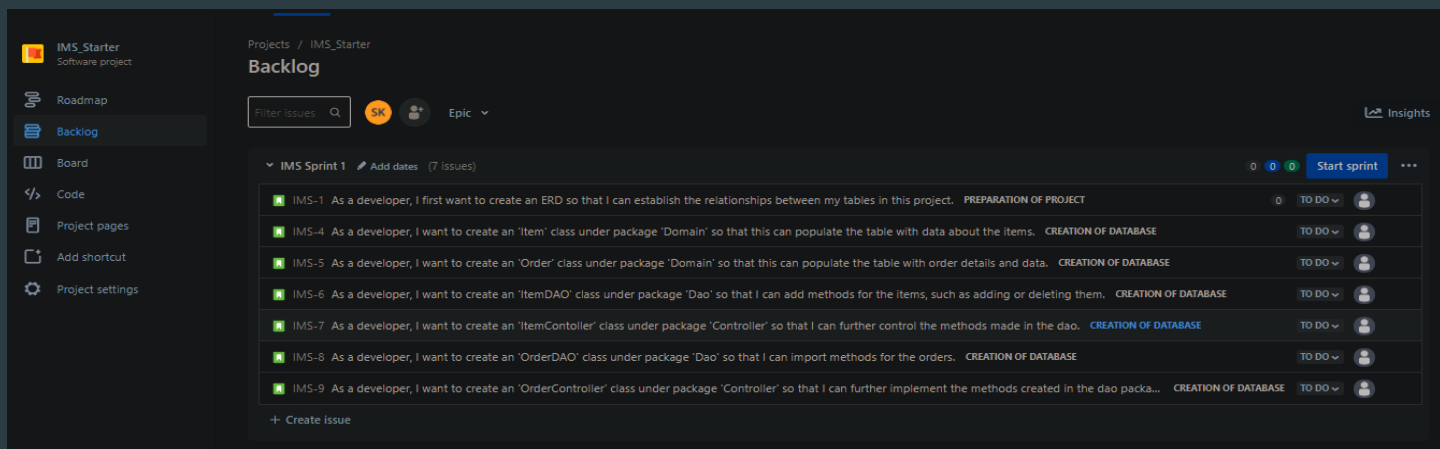 IMS_Starter
Software project
Roadmap
Backlog
Board
Code
Project pages
Add shortcut
Project settings
Projects / IMS_Starter
Backlog
Filter issues
SK
Epic
Insights
IMS Sprint 1 Add dates (7 issues) 0 0 0 Start sprint
IMS-1 As a developer, I first want to create an ERD so that I can establish the relationships between my tables in this project. PREPARATION OF PROJECT 0 TO DO
IMS-4 As a developer, I want to create an 'Item' class under package 'Domain' so that this can populate the table with data about the items. CREATION OF DATABASE TO DO
IMS-5 As a developer, I want to create an 'Order' class under package 'Domain' so that this can populate the table with order details and data. CREATION OF DATABASE TO DO
IMS-6 As a developer, I want to create an 'ItemDAO' class under package 'Dao' so that I can add methods for the items, such as adding or deleting them. CREATION OF DATABASE TO DO
IMS-7 As a developer, I want to create an 'ItemContoller' class under package 'Controller' so that I can further control the methods made in the dao. CREATION OF DATABASE TO DO
IMS-8 As a developer, I want to create an 'OrderDAO' class under package 'Dao' so that I can import methods for the orders. CREATION OF DATABASE TO DO
IMS-9 As a developer, I want to create an 'OrderController' class under package 'Controller' so that I can further implement the methods created in the dao packa... CREATION OF DATABASE TO DO
+ Create issue